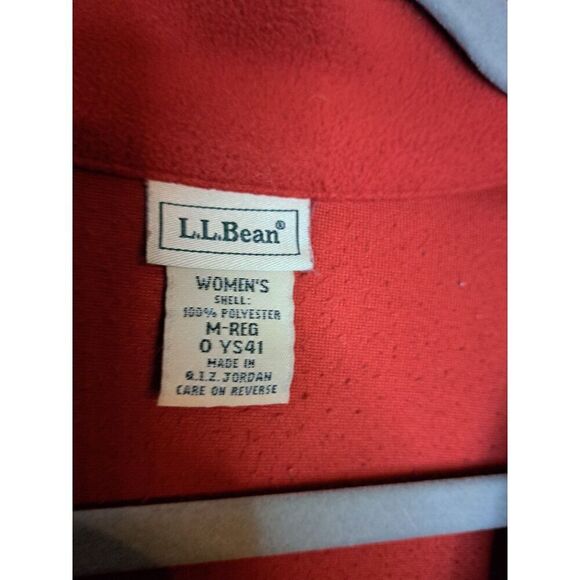 L.L.Bean®
WOMEN'S
SHELL:
100% POLYESTER
M-REG
0 YS41
MADE IN
Q.I.Z. JORDAN
CARE ON REVERSE